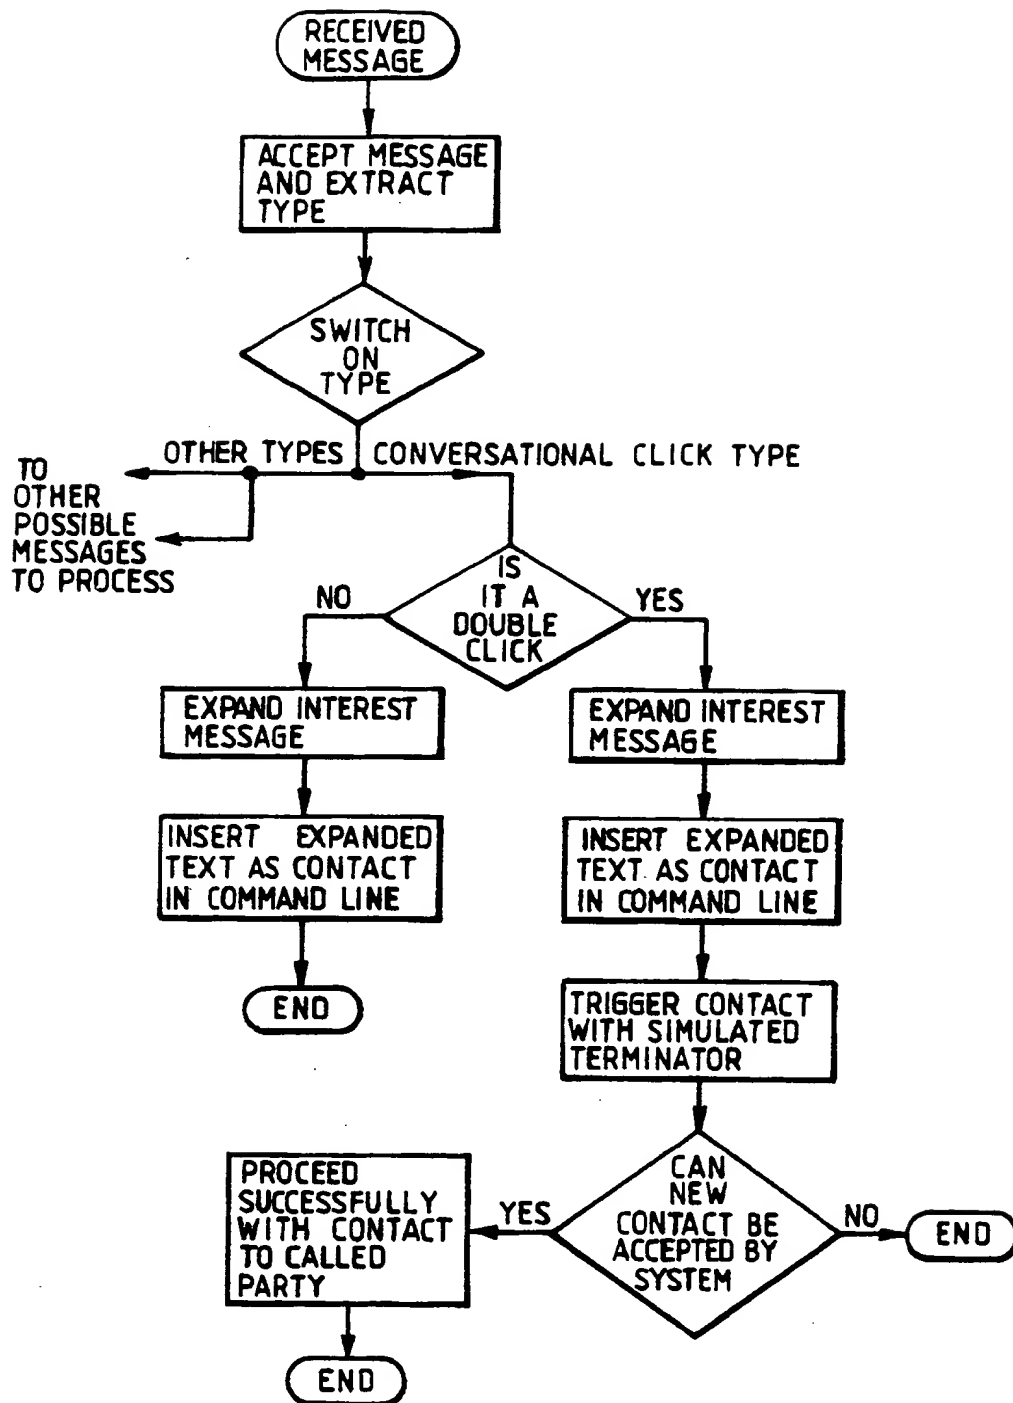 RECEIVED
MESSAGE
ACCEPT MESSAGE
AND EXTRACT
TYPE
SWITCH
ON
TYPE
OTHER TYPES
CONVERSATIONAL CLICK TYPE
TO
OTHER
POSSIBLE
MESSAGES
TO PROCESS
IS
IT A
DOUBLE
CLICK
NO
YES
EXPAND INTEREST
MESSAGE
INSERT EXPANDED
TEXT AS CONTACT
IN COMMAND LINE
END
EXPAND INTEREST
MESSAGE
INSERT EXPANDED
TEXT AS CONTACT
IN COMMAND LINE
TRIGGER CONTACT
WITH SIMULATED
TERMINATOR
CAN
NEW
CONTACT BE
ACCEPTED BY
SYSTEM
YES
NO
PROCEED
SUCCESSFULLY
WITH CONTACT
TO CALLED
PARTY
END
END